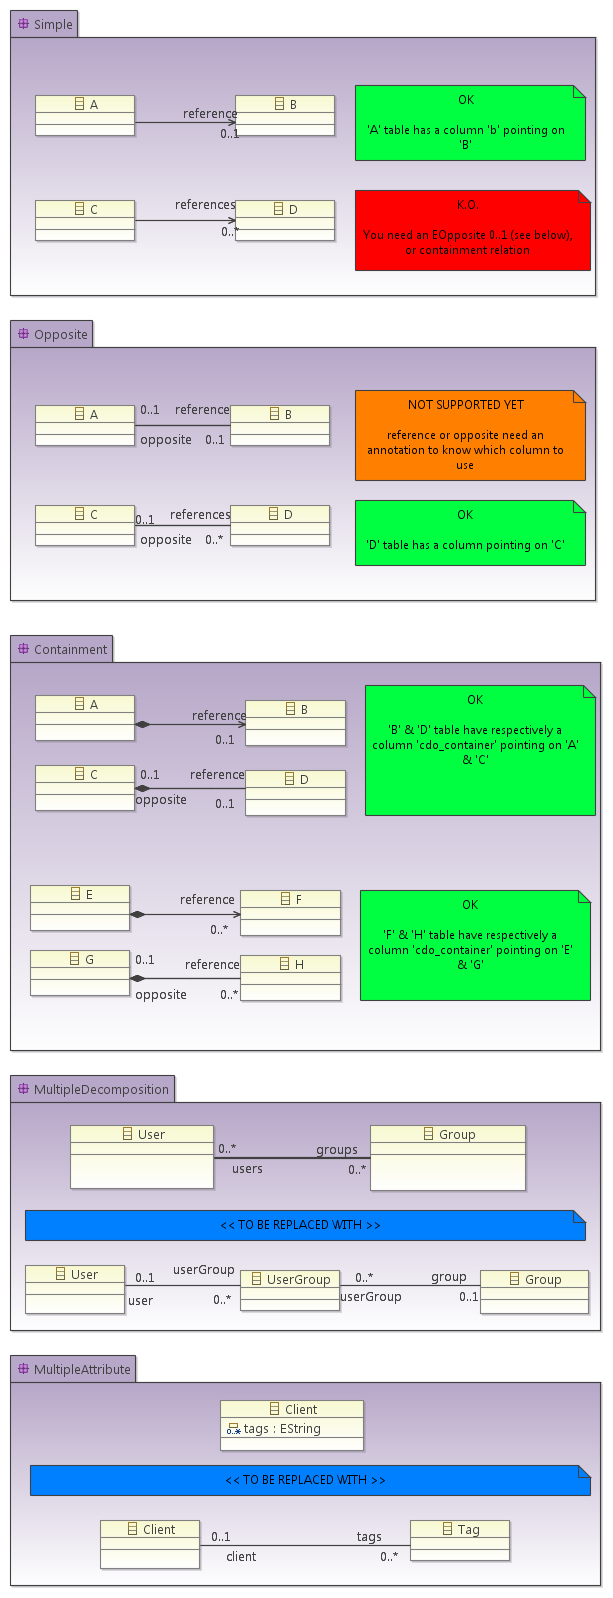 Simple
A
reference
0..1
B
OK
'A' table has a column 'b' pointing on
'B'
C
references
0..*
D
K.O.
You need an EOpposite 0..1 (see below),
or containment relation
Opposite
A
0..1
reference
opposite
0..1
B
NOT SUPPORTED YET
reference or opposite need an
annotation to know which column to
use
C
0..1
references
opposite
0..*
D
OK
'D' table has a column pointing on 'C'
Containment
A
reference
0..1
B
OK
'B' & 'D' table have respectively a
column 'cdo_container' pointing on 'A'
& 'C'
C
0..1
reference
opposite
0..1
D
E
reference
0..*
F
OK
'F' & 'H' table have respectively a
column 'cdo_container' pointing on 'E'
& 'G'
G
0..1
reference
opposite
0..*
H
MultipleDecomposition
User
0..*
groups
users
0..*
Group
<< TO BE REPLACED WITH >>
User
0..1
userGroup
user
0..*
UserGroup
0..*
group
userGroup
0..1
Group
MultipleAttribute
Client
0..*
tags : EString
<< TO BE REPLACED WITH >>
Client
0..1
tags
client
0..*
Tag